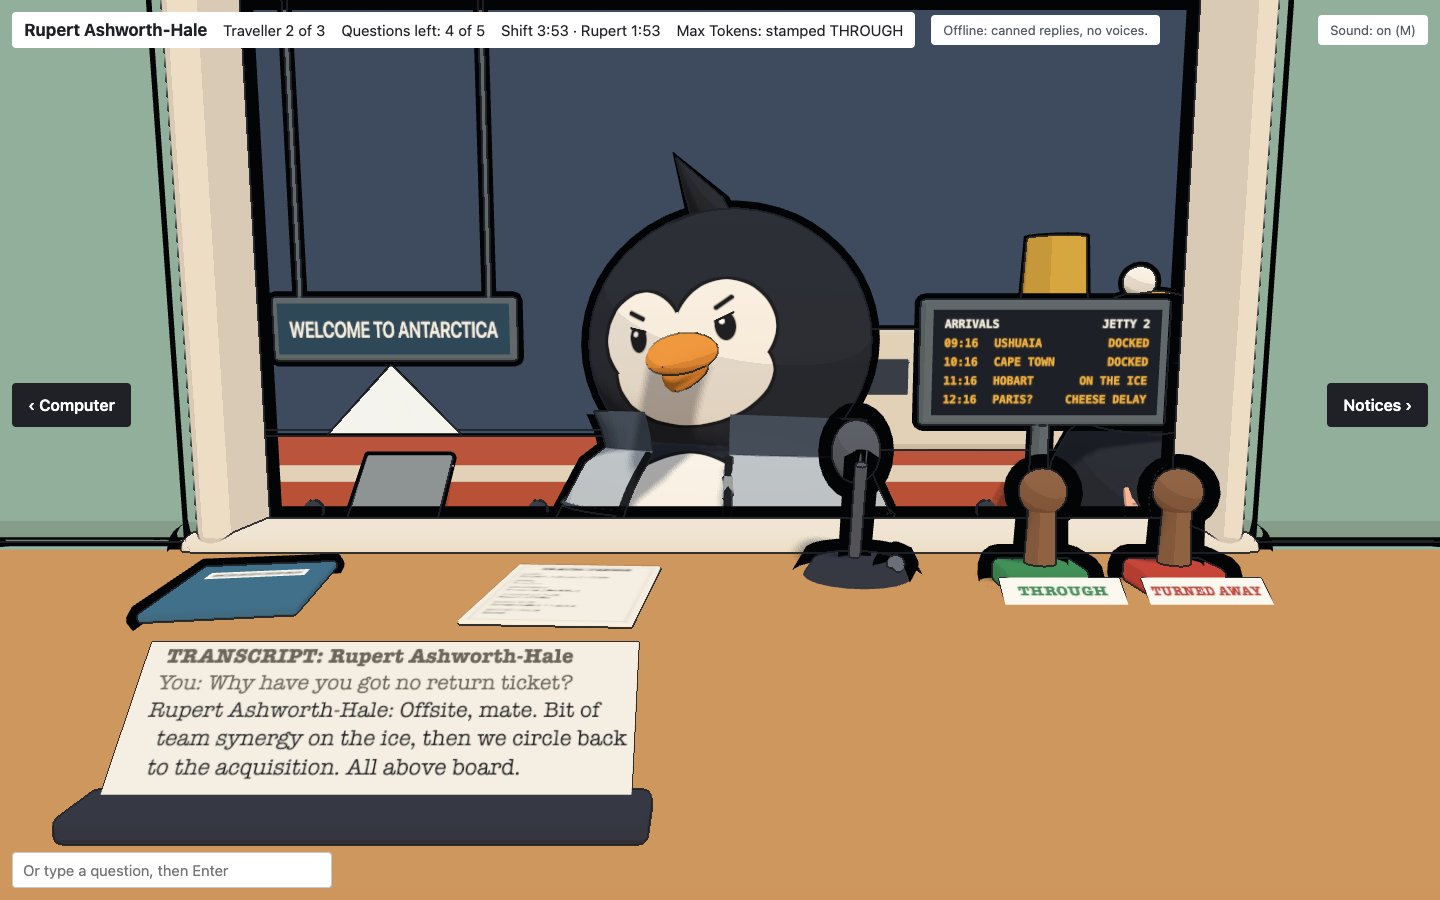 Rupert Ashworth-Hale Traveller 2 of 3 Questions left: 4 of 5 Shift 3:53 · Rupert 1:53 Max Tokens: stamped THROUGH
Offline: canned replies, no voices.
Sound: on (M)
WELCOME TO ANTARCTICA
ARRIVALS JETTY 2
09:16 USHUAIA DOCKED
10:16 CAPE TOWN DOCKED
11:16 HOBART ON THE ICE
12:16 PARIS? CHEESE DELAY
‹ Computer
Notices ›
THROUGH
TURNED AWAY
TRANSCRIPT: Rupert Ashworth-Hale
You: Why have you got no return ticket?
Rupert Ashworth-Hale: Offsite, mate. Bit of
team synergy on the ice, then we circle back
to the acquisition. All above board.
Or type a question, then Enter